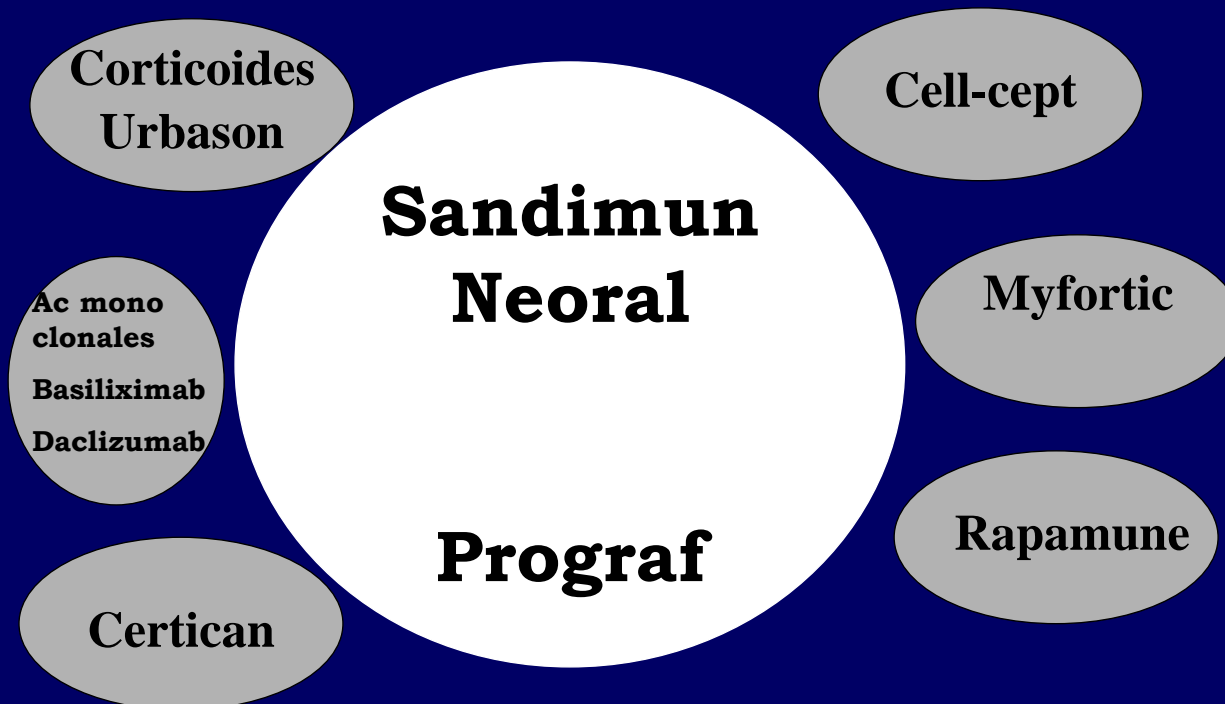 Corticoides
Urbason
Cell-cept
Sandimun
Neoral
Ac mono
clonales
Basiliximab
Daclizumab
Myfortic
Prograf
Rapamune
Certican